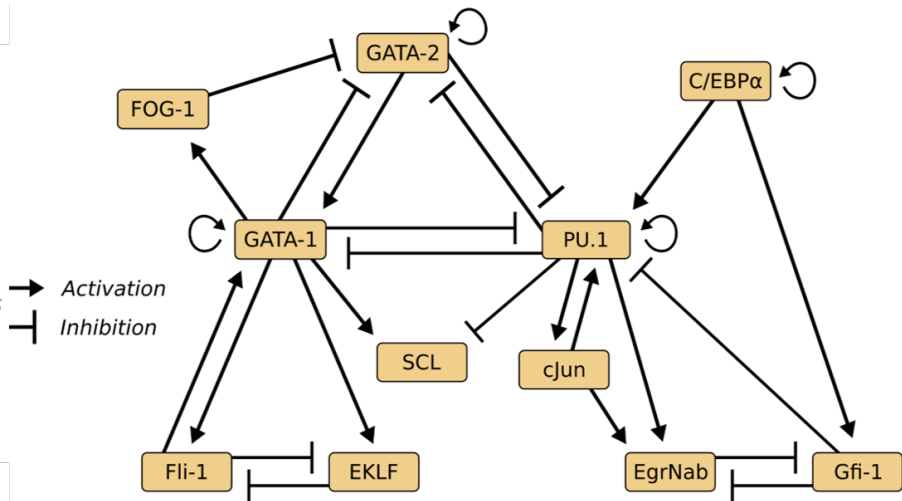 GATA-2
C/EBPα
FOG-1
GATA-1
PU.1
Activation
Inhibition
SCL
cJun
Fli-1
EKLF
EgrNab
Gfi-1